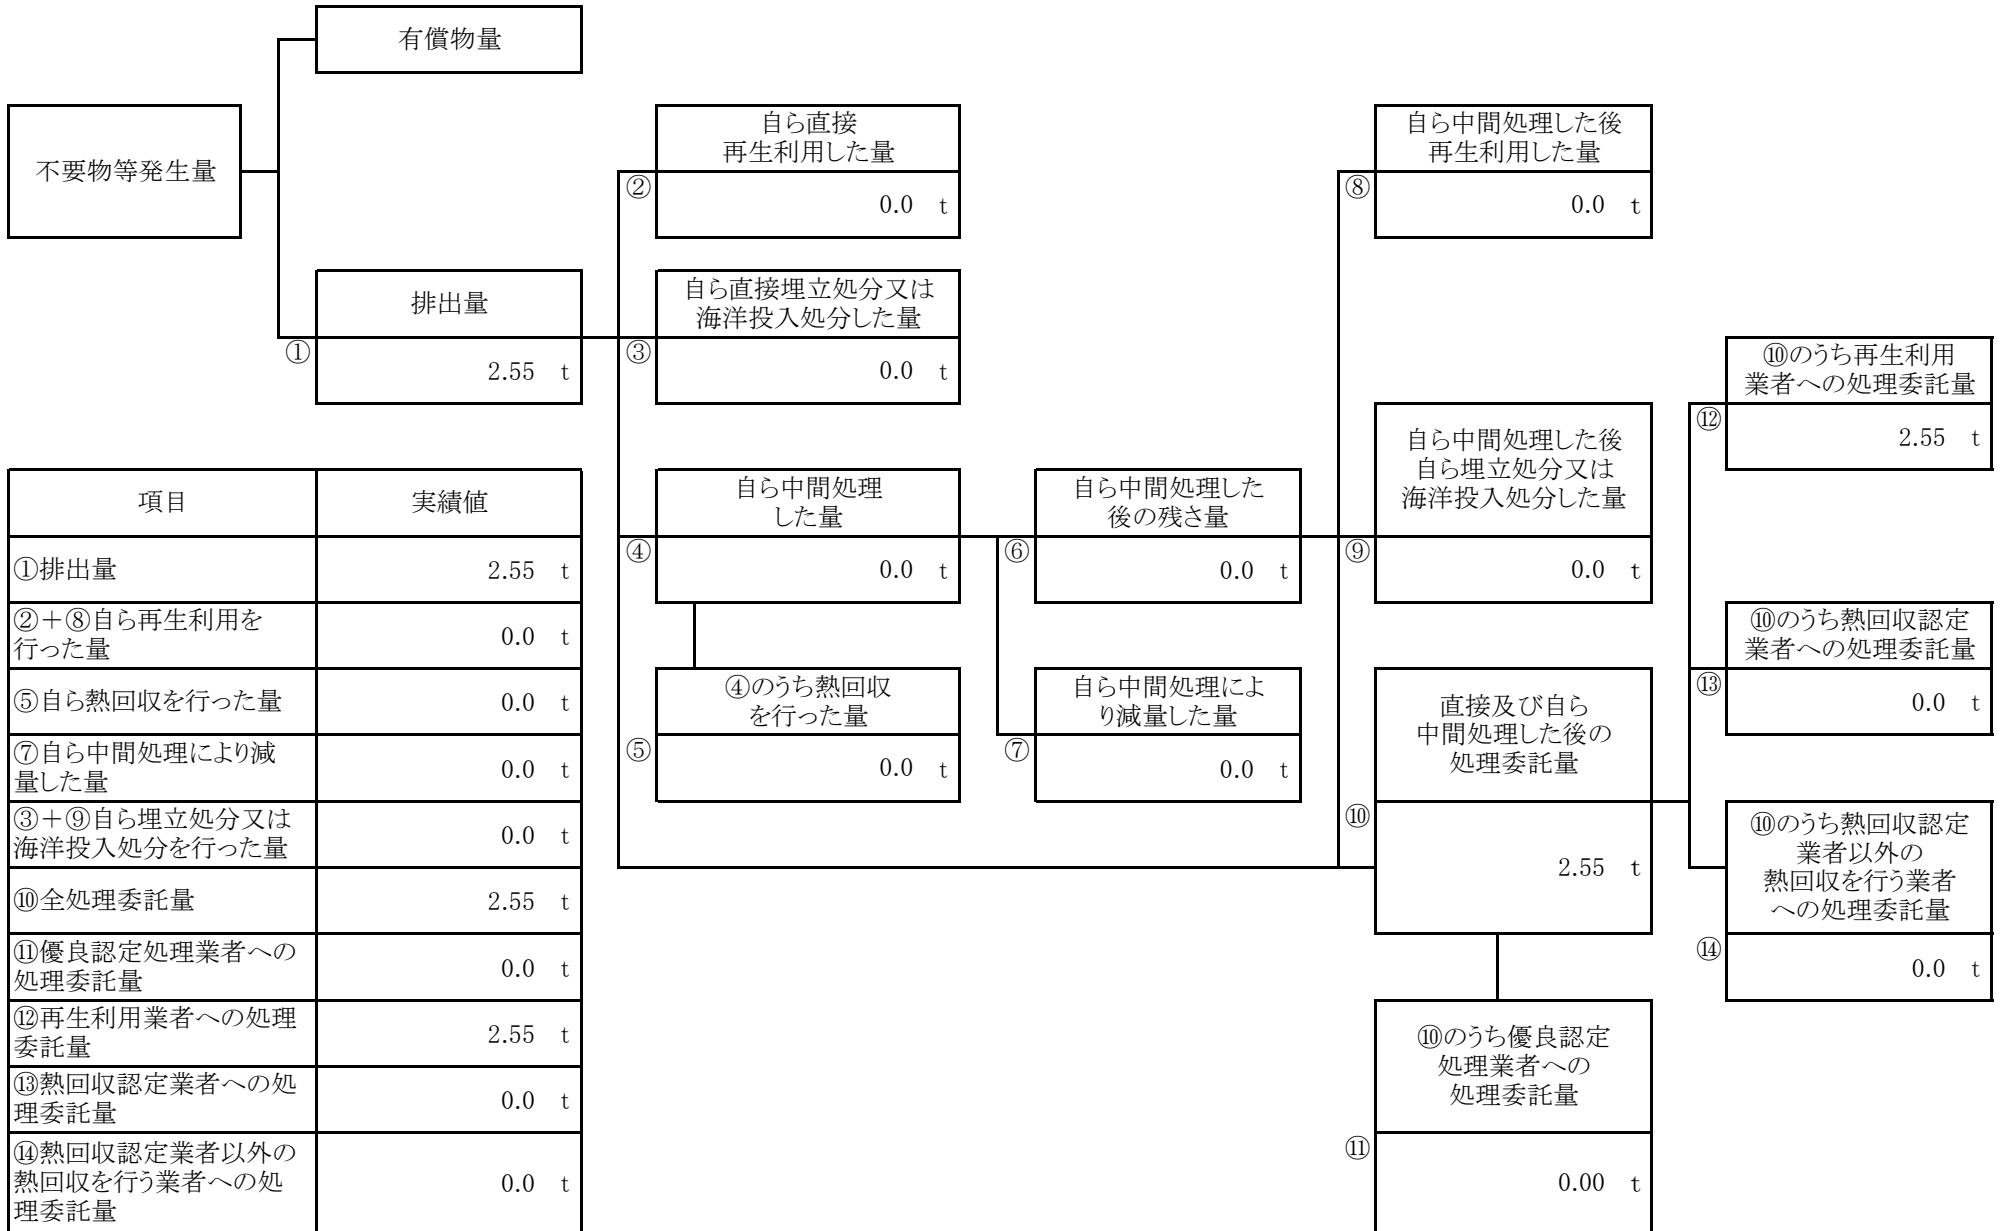 有償物量
不要物等発生量
排出量
①
2.55 t
自ら直接
再生利用した量
②
0.0 t
自ら直接埋立処分又は
海洋投入処分した量
③
0.0 t
自ら中間処理
した量
④
0.0 t
④のうち熱回収
を行った量
⑤
0.0 t
自ら中間処理した
後の残さ量
⑥
0.0 t
自ら中間処理によ
り減量した量
⑦
0.0 t
自ら中間処理した後
再生利用した量
⑧
0.0 t
自ら中間処理した後
自ら埋立処分又は
海洋投入処分した量
⑨
0.0 t
直接及び自ら
中間処理した後の
処理委託量
⑩
2.55 t
⑩のうち優良認定
処理業者への
処理委託量
⑪
0.00 t
⑩のうち再生利用
業者への処理委託量
⑫
2.55 t
⑩のうち熱回収認定
業者への処理委託量
⑬
0.0 t
⑩のうち熱回収認定
業者以外の
熱回収を行う業者
への処理委託量
⑭
0.0 t
項目 実績値
①排出量 2.55 t
②+⑧自ら再生利用を
行った量
0.0 t
⑤自ら熱回収を行った量 0.0 t
⑦自ら中間処理により減
量した量
0.0 t
③+⑨自ら埋立処分又は
海洋投入処分を行った量
0.0 t
⑩全処理委託量 2.55 t
⑪優良認定処理業者への
処理委託量
0.0 t
⑫再生利用業者への処理
委託量
2.55 t
⑬熱回収認定業者への処
理委託量
0.0 t
⑭熱回収認定業者以外の
熱回収を行う業者への処
理委託量
0.0 t